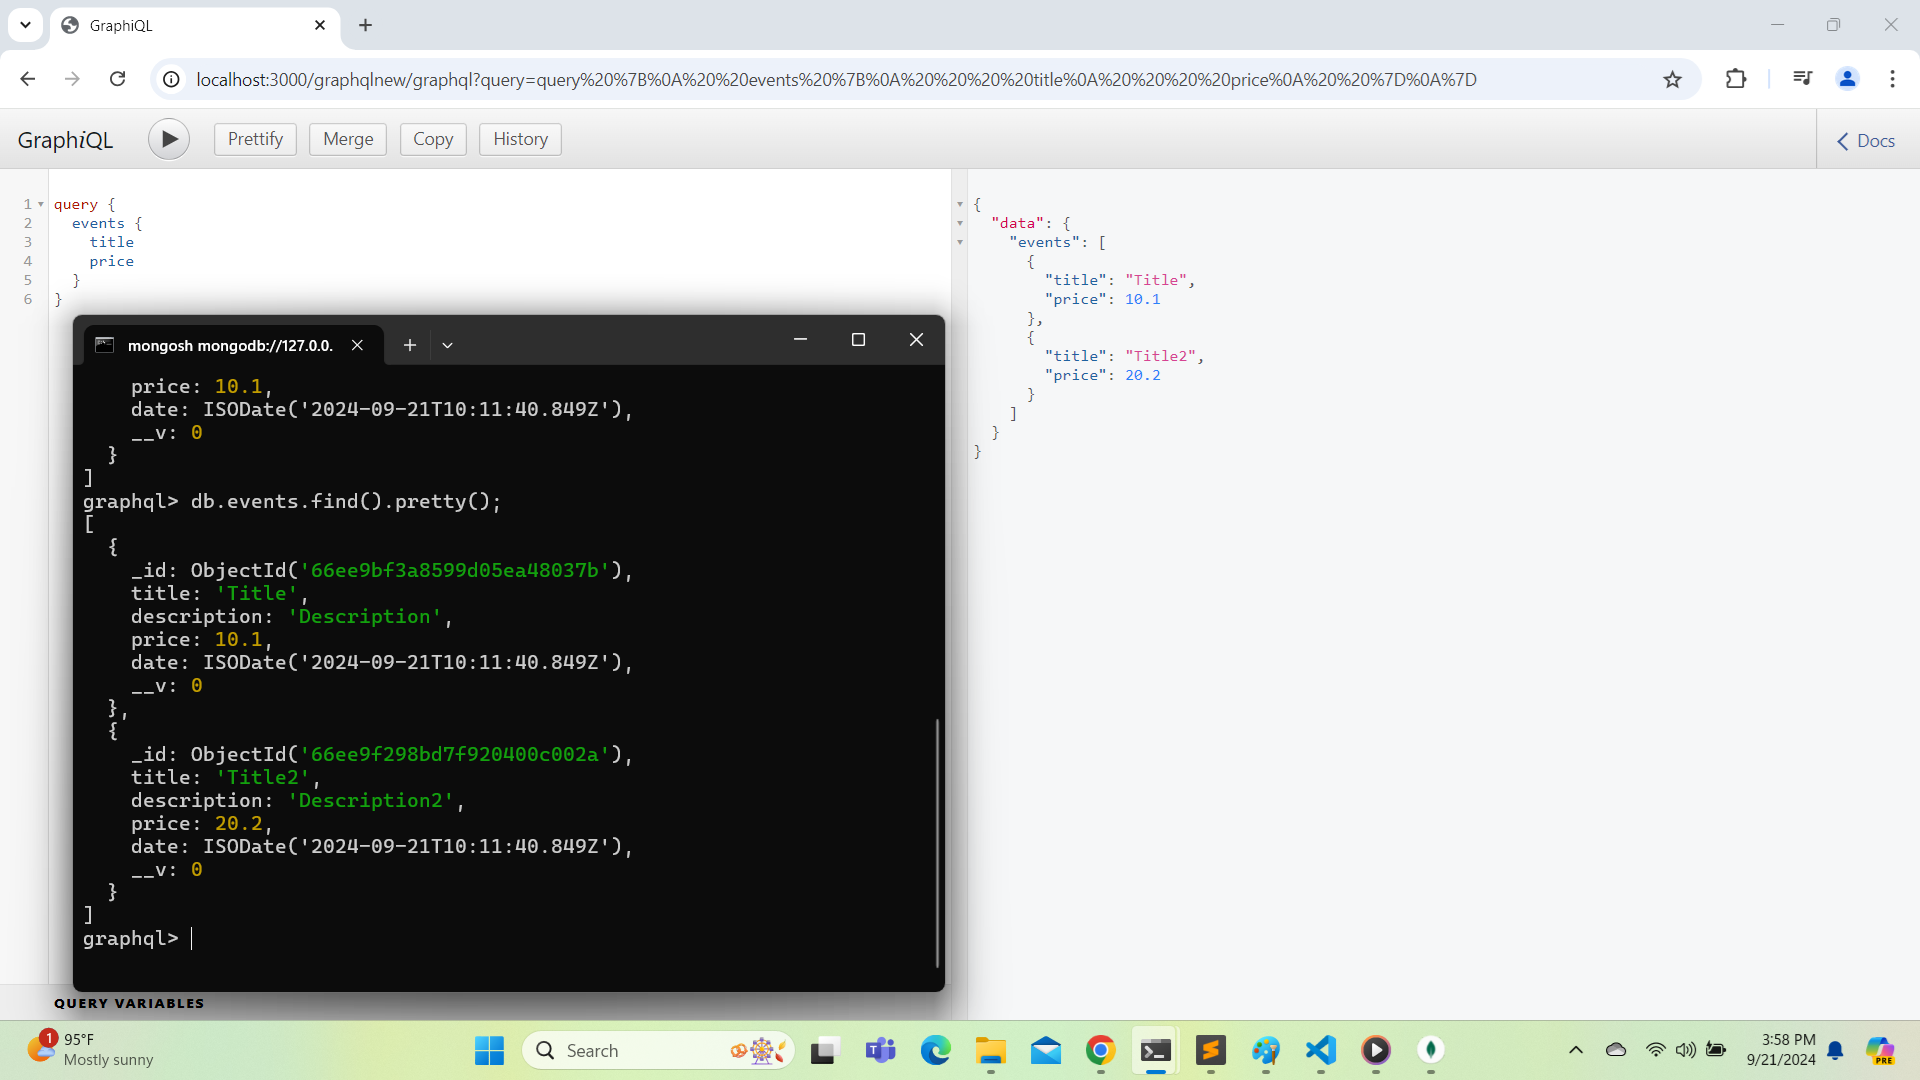 GraphiQL
localhost:3000/graphqlnew/graphql?query=query%20%7B%0A%20%20events%20%7B%0A%20%20%20%20title%0A%20%20%20%20price%0A%20%20%7D%0A%7D
GraphiQL
Prettify
Merge
Copy
History
Docs
1 query {
2 events {
3 title
4 price
5 }
6 }
{
"data": {
"events": [
{
"title": "Title",
"price": 10.1
},
{
"title": "Title2",
"price": 20.2
}
]
}
}
mongosh mongodb://127.0.0.
price: 10.1,
date: ISODate('2024-09-21T10:11:40.849Z'),
__v: 0
}
]
graphql> db.events.find().pretty();
[
{
_id: ObjectId('66ee9bf3a8599d05ea48037b'),
title: 'Title',
description: 'Description',
price: 10.1,
date: ISODate('2024-09-21T10:11:40.849Z'),
__v: 0
},
{
_id: ObjectId('66ee9f298bd7f920400c002a'),
title: 'Title2',
description: 'Description2',
price: 20.2,
date: ISODate('2024-09-21T10:11:40.849Z'),
__v: 0
}
]
graphql>
QUERY VARIABLES
1
95°F
Mostly sunny
Search
3:58 PM
9/21/2024
PRE